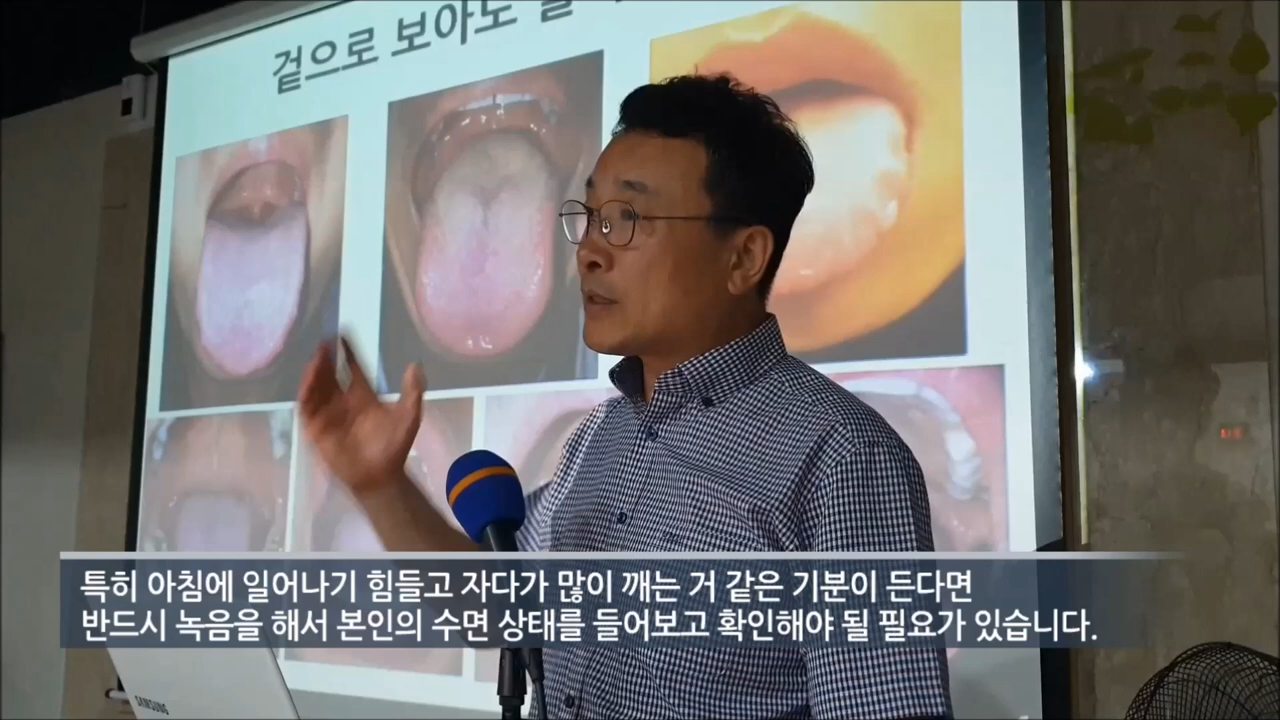 겉으로 보아도
특히 아침에 일어나기 힘들고 자다가 많이 깨는 거 같은 기분이 든다면
반드시 녹음을 해서 본인의 수면 상태를 들어보고 확인해야 될 필요가 있습니다.
SAMSUNG